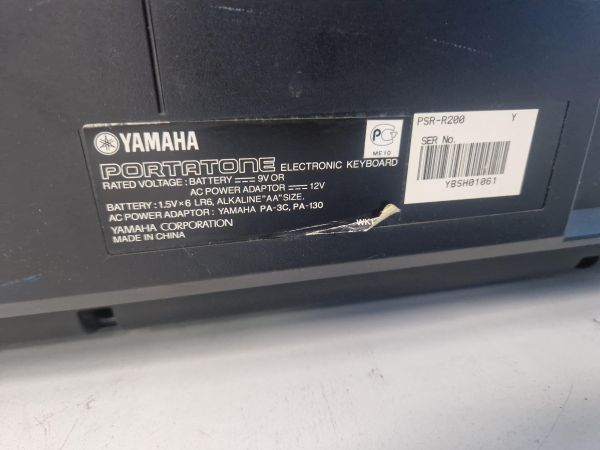 YAMAHA
PORTATONE ELECTRONIC KEYBOARD
RATED VOLTAGE: BATTERY 9V OR
AC POWER ADAPTOR 12V
BATTERY : 1.5V×6 LR6, ALKALINE"AA"SIZE.
AC POWER ADAPTOR : YAMAHA PA-3C, PA-130
YAMAHA CORPORATION
MADE IN CHINA
ME10
PSR-R200 Y
SER No.
YBSH01061